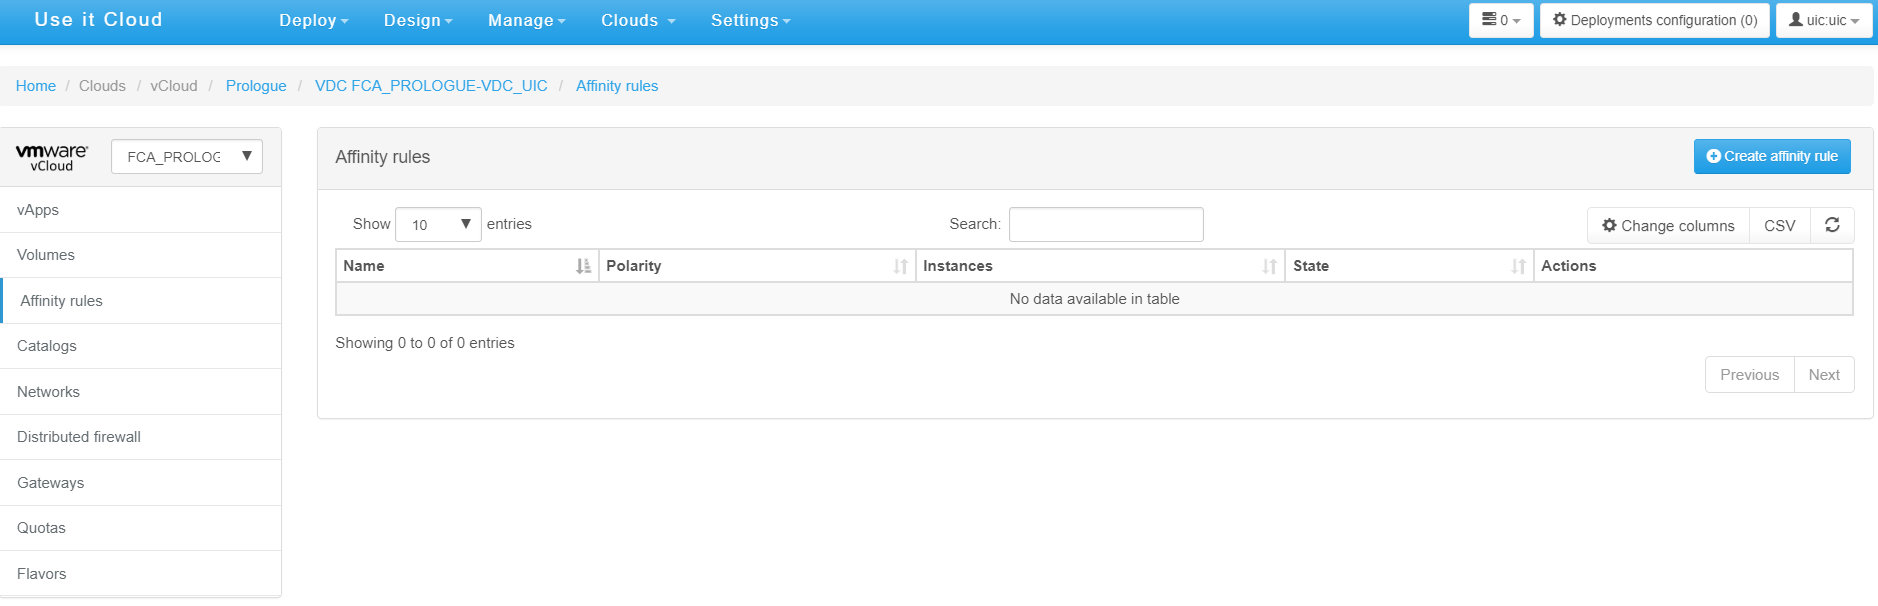 Use it Cloud Deploy Design Manage Clouds Settings 0 Deployments configuration (0) uic:uic
Home / Clouds / vCloud / Prologue / VDC FCA_PROLOGUE-VDC_UIC / Affinity rules
vmware vCloud
FCA_PROLOG
vApps
Volumes
Affinity rules
Catalogs
Networks
Distributed firewall
Gateways
Quotas
Flavors
Affinity rules Create affinity rule
Show 10 entries Search: Change columns CSV
Name Polarity Instances State Actions
No data available in table
Showing 0 to 0 of 0 entries
Previous Next